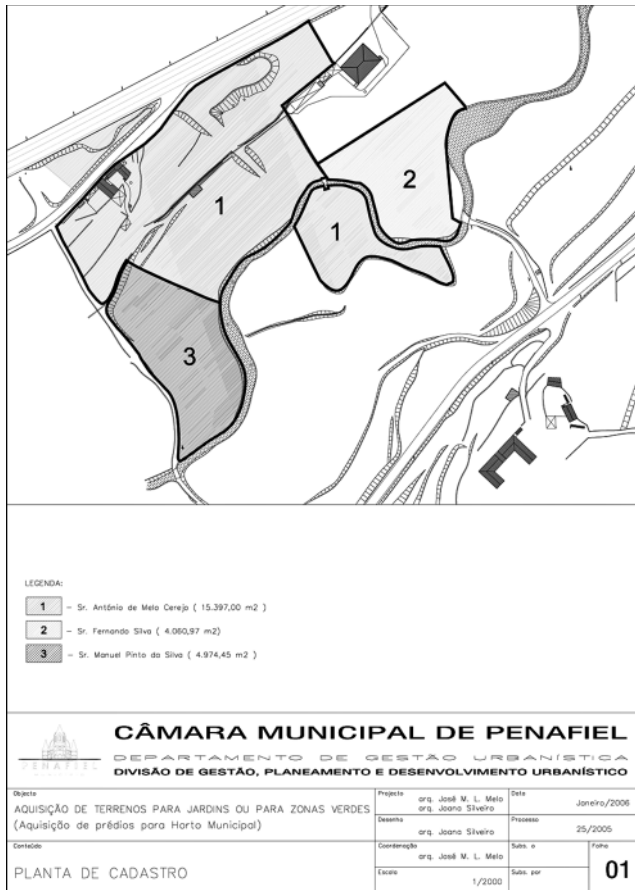 1
2
1
3
LEGENDA:
1 - Sr. António de Melo Cerejo ( 15.397,00 m2 )
2 - Sr. Fernando Silva ( 4.060,97 m2)
3 - Sr. Manuel Pinto da Silva ( 4.974,45 m2 )
CÂMARA MUNICIPAL DE PENAFIEL
PENAFIEL
DEPARTAMENTO DE GESTÃO URBANÍSTICA
DIVISÃO DE GESTÃO, PLANEAMENTO E DESENVOLVIMENTO URBANÍSTICO
Objecto
AQUISIÇÃO DE TERRENOS PARA JARDINS OU PARA ZONAS VERDES
(Aquisição de prédios para Horto Municipal)
Projecto
arq. José M. L. Melo
arq. Joana Silveiro
Data
Janeiro/2006
Desenho
arq. Joana Silveiro
Processo
25/2005
Conteúdo
PLANTA DE CADASTRO
Coordenação
arq. José M. L. Melo
Subs. a
Folha
01
Escala
1/2000
Subs. por